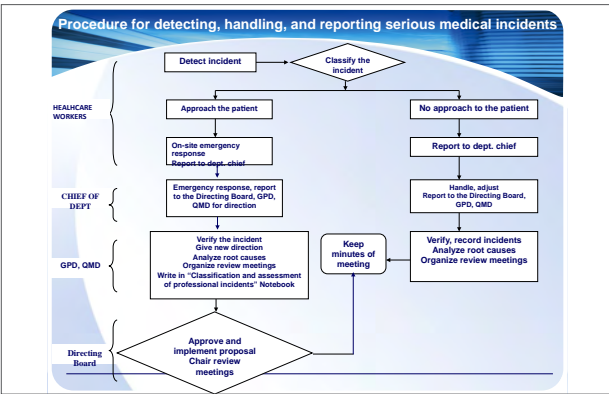 Procedure for detecting, handling, and reporting serious medical incidents
Detect incident
Classify the
incident
HEALHCARE
WORKERS
Approach the patient
No approach to the patient
On-site emergency
response
Report to dept. chief
Report to dept. chief
CHIEF OF
DEPT
Emergency response, report
to the Directing Board, GPD,
QMD for direction
Handle, adjust
Report to the Directing Board,
GPD, QMD
GPD, QMD
Verify the incident
Give new direction
Analyze root causes
Organize review meetings
Write in "Classification and assessment
of professional incidents" Notebook
Keep
minutes of
meeting
Verify, record incidents
Analyze root causes
Organize review meetings
Directing
Board
Approve and
implement proposal
Chair review
meetings